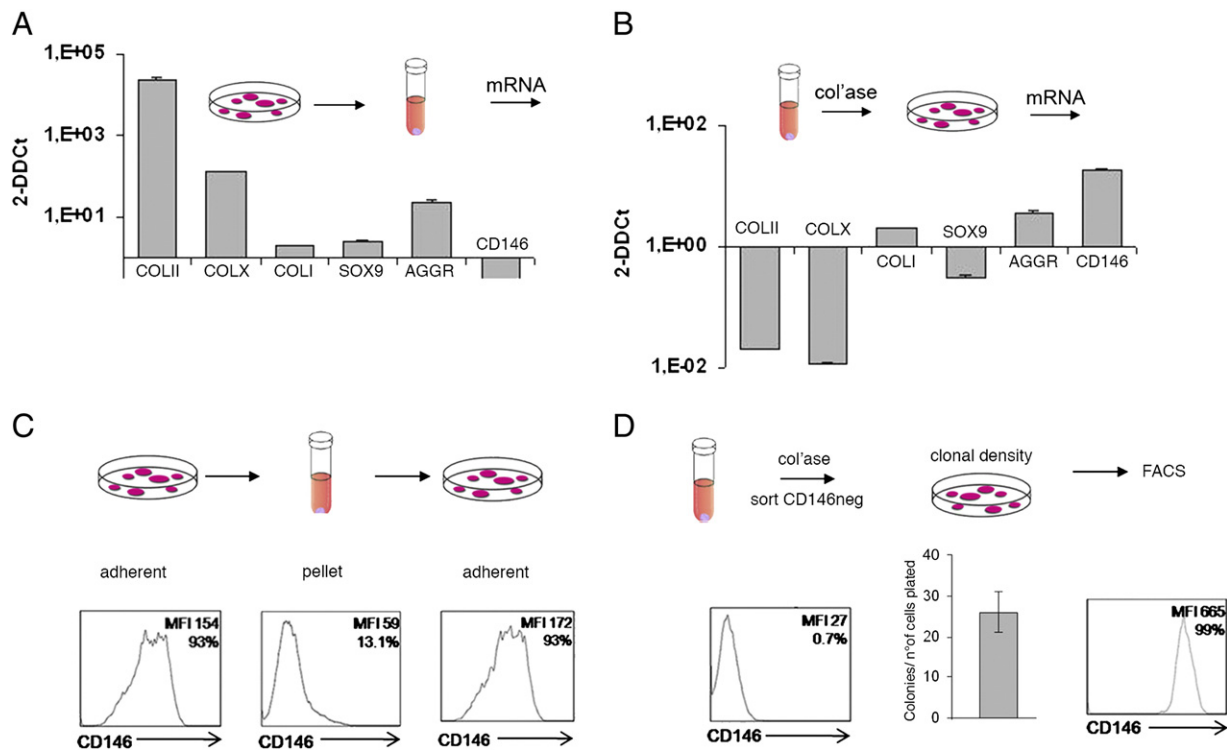 A
1,E+05
1,E+03
1,E+01
2-DDCt
mRNA
CD146
COLII COLX COLI SOX9 AGGR
B
col'ase
mRNA
1,E+02
1,E+00
1,E-02
2-DDCt
COLII COLX SOX9
COLI AGGR CD146
C
adherent pellet adherent
MFI 154
93%
CD146
MFI 59
13.1%
CD146
MFI 172
93%
CD146
D
col'ase
sort CD146neg
clonal density
FACS
MFI 27
0.7%
CD146
Colonies/ n°of cells plated
40
30
20
10
0
MFI 665
99%
CD146